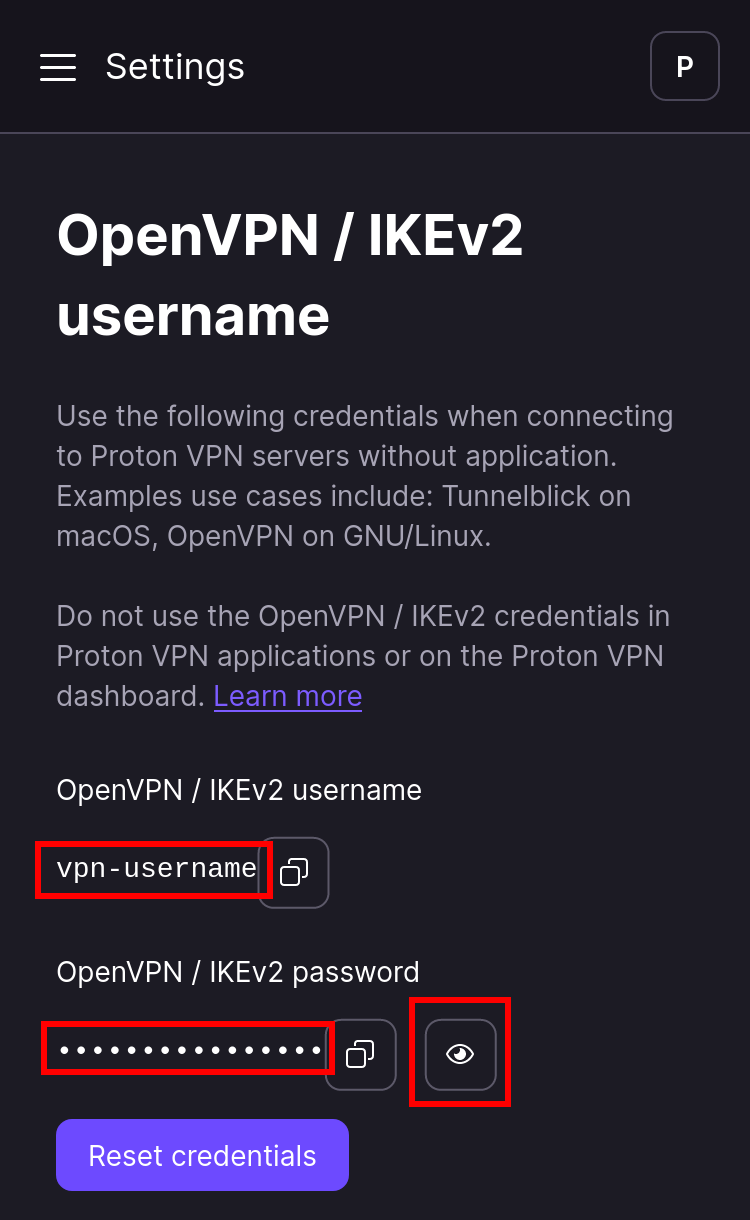 Settings
P
OpenVPN / IKEv2
username
Use the following credentials when connecting
to Proton VPN servers without application.
Examples use cases include: Tunnelblick on
macOS, OpenVPN on GNU/Linux.
Do not use the OpenVPN / IKEv2 credentials in
Proton VPN applications or on the Proton VPN
dashboard. Learn more
OpenVPN / IKEv2 username
vpn-username
OpenVPN / IKEv2 password
••••••••••••••••
Reset credentials